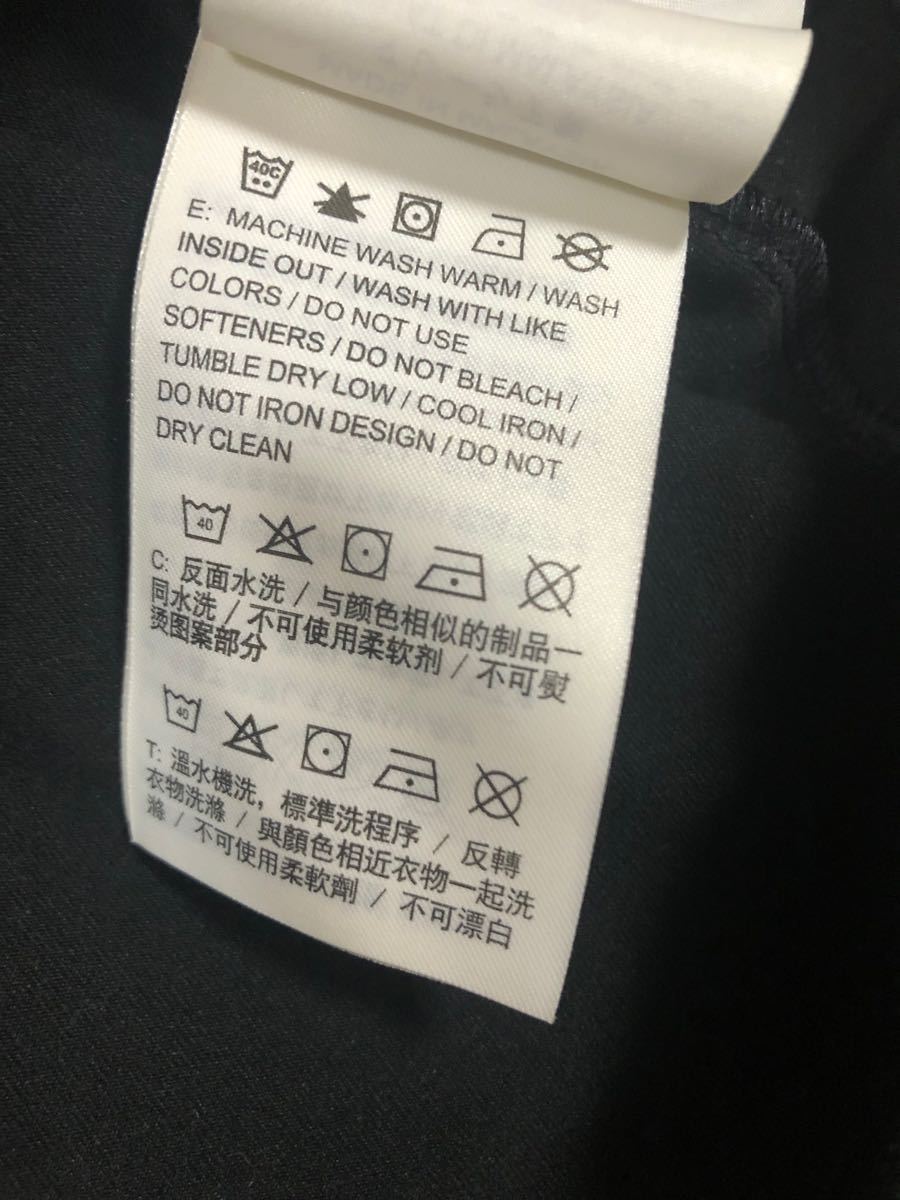 40C
E: MACHINE WASH WARM / WASH
INSIDE OUT / WASH WITH LIKE
COLORS / DO NOT USE
SOFTENERS / DO NOT BLEACH /
TUMBLE DRY LOW / COOL IRON /
DO NOT IRON DESIGN / DO NOT
DRY CLEAN
40
C: 反面水洗 / 与颜色相似的制品一
同水洗 / 不可使用柔软剂 / 不可熨
烫图案部分
40
T: 溫水機洗，標準洗程序 / 反轉
衣物洗滌 / 與顏色相近衣物一起洗
滌 / 不可使用柔軟劑 / 不可漂白